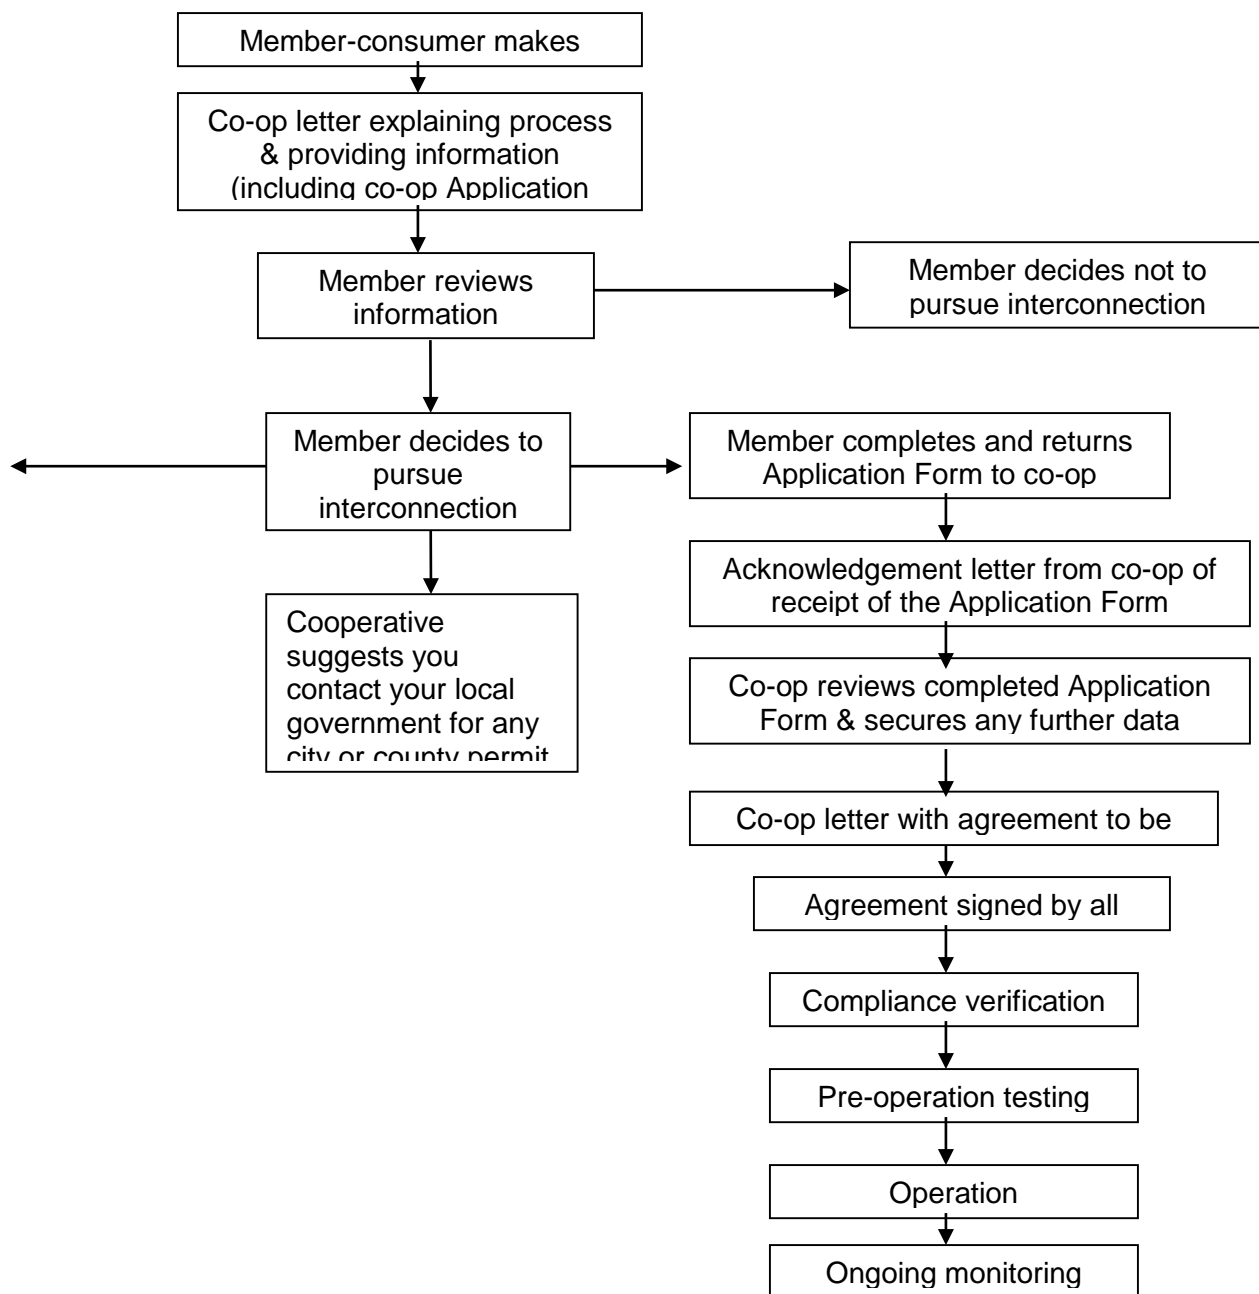 Member-consumer makes
Co-op letter explaining process
& providing information
(including co-op Application
Member reviews
information
Member decides not to
pursue interconnection
Member decides to
pursue
interconnection
Member completes and returns
Application Form to co-op
Acknowledgement letter from co-op of
receipt of the Application Form
Cooperative
suggests you
contact your local
government for any
city or county permit
Co-op reviews completed Application
Form & secures any further data
Co-op letter with agreement to be
Agreement signed by all
Compliance verification
Pre-operation testing
Operation
Ongoing monitoring